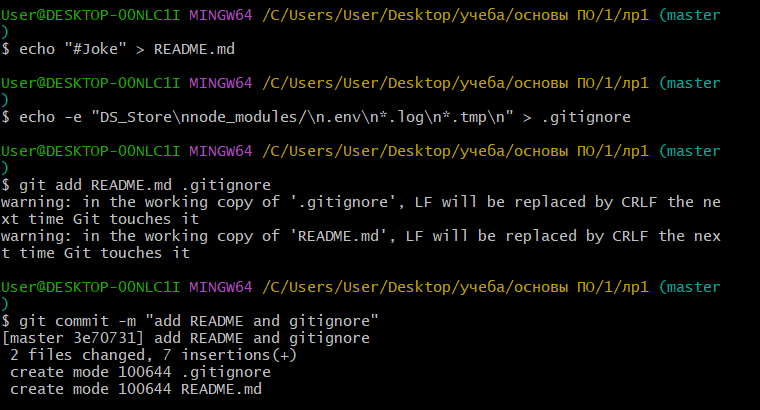 User@DESKTOP-00NLC1I MINGW64 /C/Users/User/Desktop/учеба/основы ПО/1/лр1 (master
)
$ echo "#Joke" > README.md
User@DESKTOP-00NLC1I MINGW64 /C/Users/User/Desktop/учеба/основы ПО/1/лр1 (master
)
$ echo -e "DS_Store\nnode_modules/\n.env\n*.log\n*.tmp\n" > .gitignore
User@DESKTOP-00NLC1I MINGW64 /C/Users/User/Desktop/учеба/основы ПО/1/лр1 (master
)
$ git add README.md .gitignore
warning: in the working copy of '.gitignore', LF will be replaced by CRLF the ne
xt time Git touches it
warning: in the working copy of 'README.md', LF will be replaced by CRLF the nex
t time Git touches it
User@DESKTOP-00NLC1I MINGW64 /C/Users/User/Desktop/учеба/основы ПО/1/лр1 (master
)
$ git commit -m "add README and gitignore"
[master 3e70731] add README and gitignore
 2 files changed, 7 insertions(+)
 create mode 100644 .gitignore
 create mode 100644 README.md